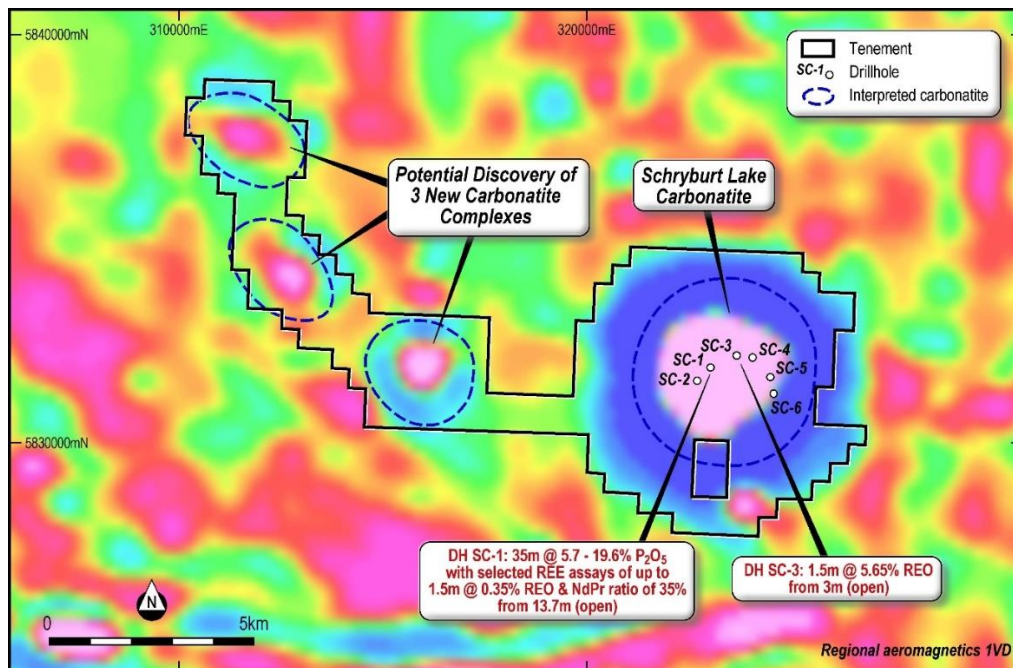 5840000mN
310000mE
320000mE
Tenement
SC-1 Drillhole
Interpreted carbonatite
Potential Discovery of
3 New Carbonatite
Complexes
Schryburt Lake
Carbonatite
SC-3
SC-4
SC-1
SC-5
SC-2
SC-6
5830000mN
DH SC-1: 35m @ 5.7 - 19.6% P₂O₅
with selected REE assays of up to
1.5m @ 0.35% REO & NdPr ratio of 35%
from 13.7m (open)
DH SC-3: 1.5m @ 5.65% REO
from 3m (open)
N
0
5km
Regional aeromagnetics 1VD